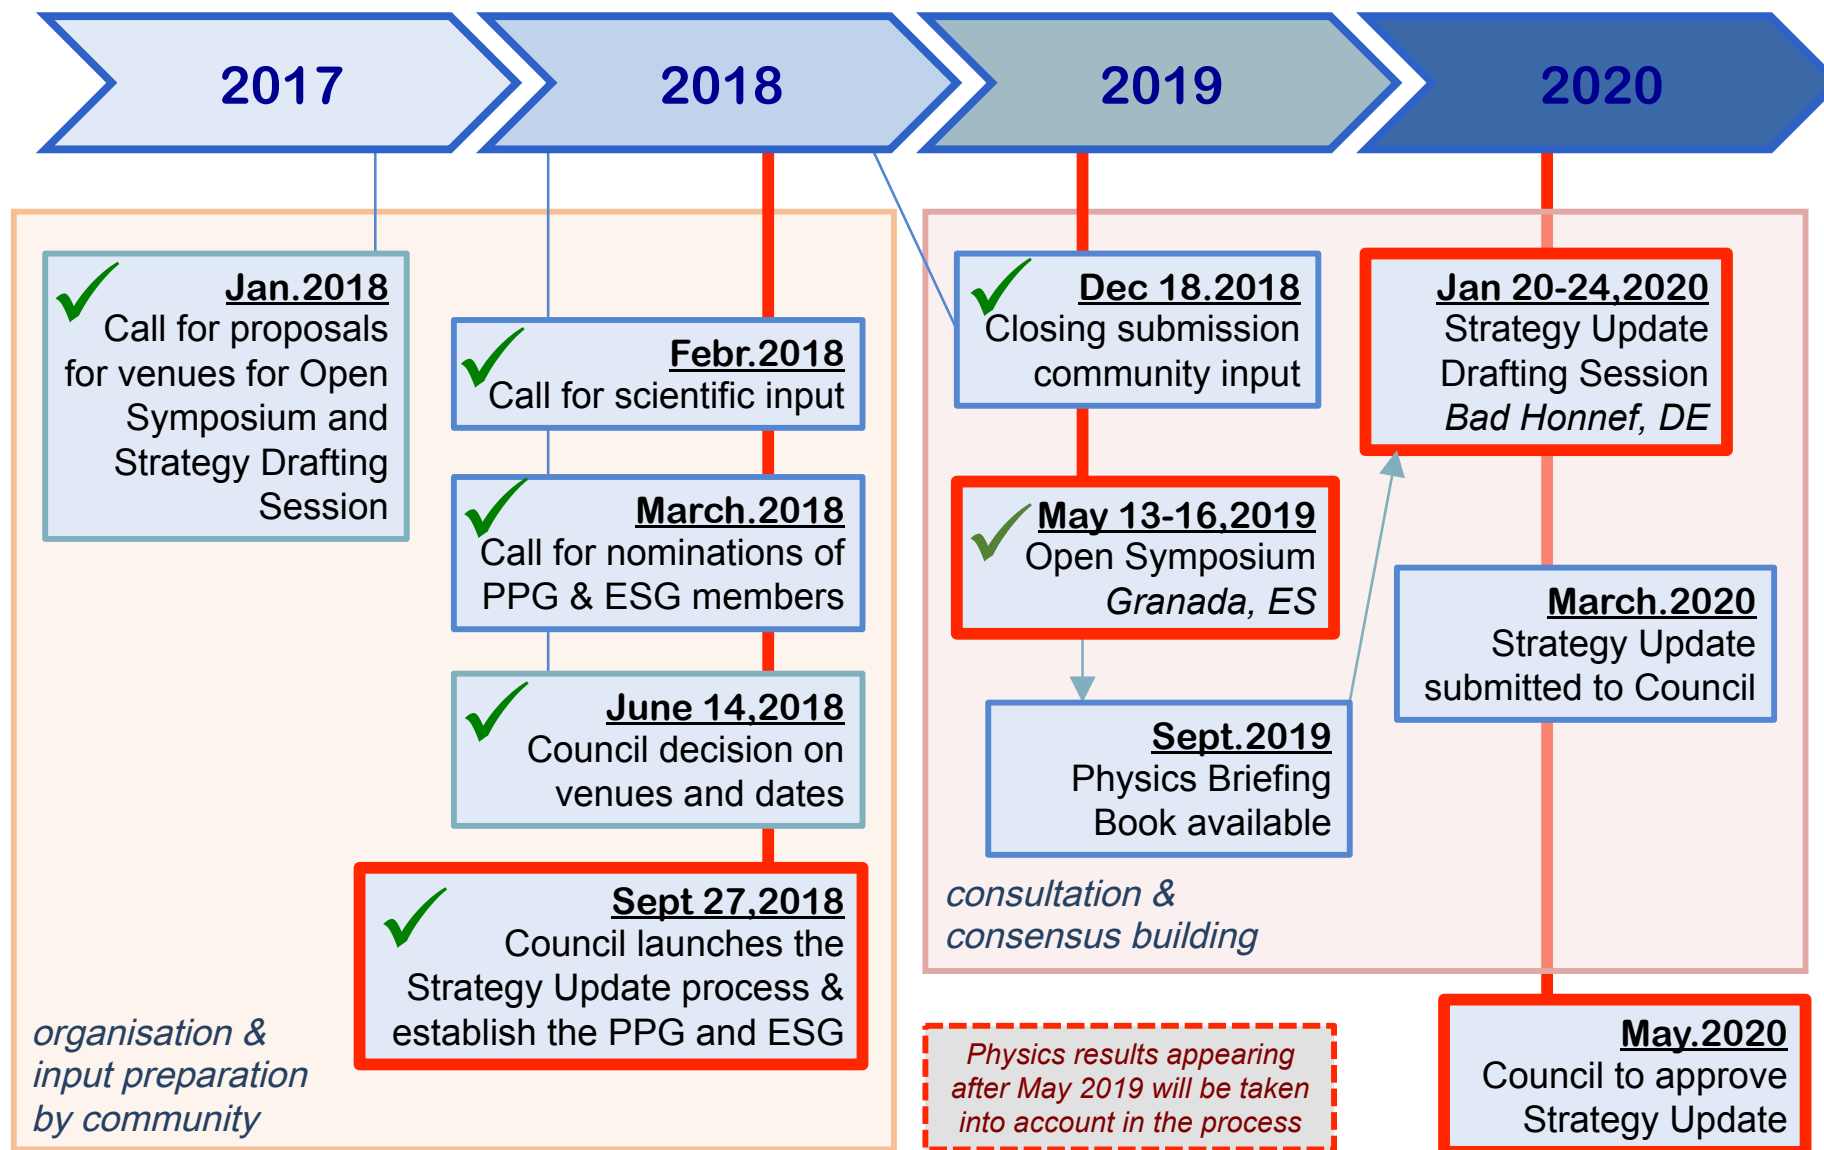 2017
2018
2019
2020
Jan.2018
Call for proposals
for venues for Open
Symposium and
Strategy Drafting
Session
Febr.2018
Call for scientific input
March.2018
Call for nominations of
PPG & ESG members
June 14,2018
Council decision on
venues and dates
Sept 27,2018
Council launches the
Strategy Update process &
establish the PPG and ESG
organisation &
input preparation
by community
Dec 18.2018
Closing submission
community input
May 13-16,2019
Open Symposium
Granada, ES
Sept.2019
Physics Briefing
Book available
Jan 20-24,2020
Strategy Update
Drafting Session
Bad Honnef, DE
March.2020
Strategy Update
submitted to Council
consultation &
consensus building
Physics results appearing
after May 2019 will be taken
into account in the process
May.2020
Council to approve
Strategy Update